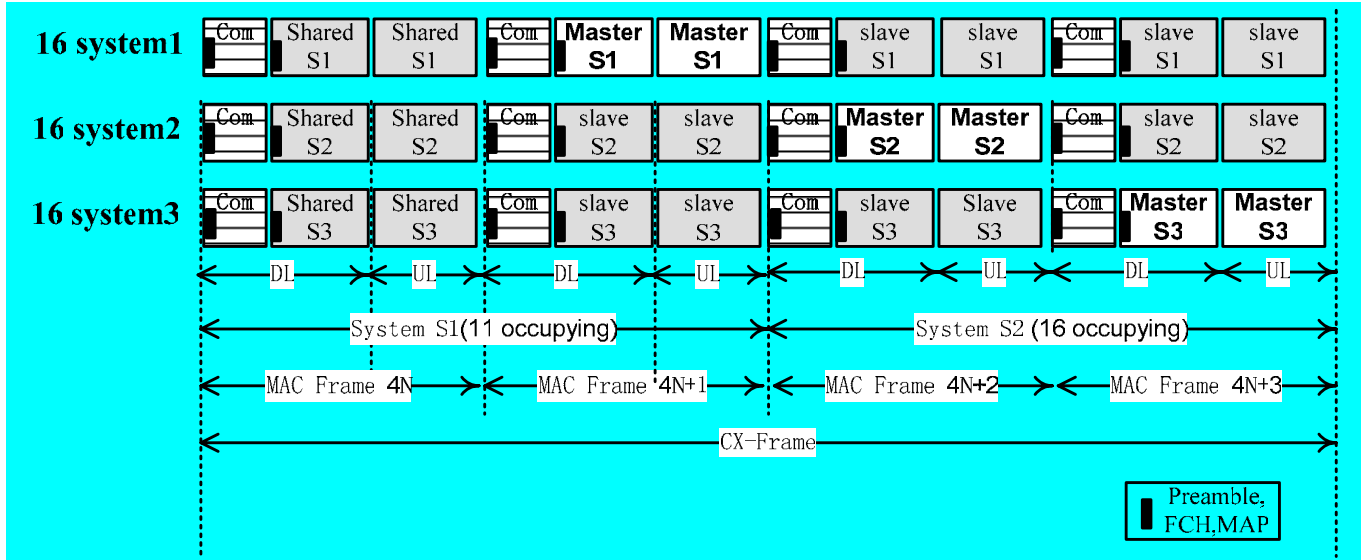 16 system1
Com Shared Shared Com Master Master Com slave slave Com slave slave
S1 S1 S1 S1 S1 S1 S1 S1
16 system2
Com Shared Shared Com slave slave Com Master Master Com slave slave
S2 S2 S2 S2 S2 S2 S2 S2
16 system3
Com Shared Shared Com slave slave Com slave Slave Com Master Master
S3 S3 S3 S3 S3 S3 S3 S3
DL UL DL UL DL UL DL UL
System S1(11 occupying) System S2 (16 occupying)
MAC Frame 4N MAC Frame 4N+1 MAC Frame 4N+2 MAC Frame 4N+3
CX-Frame
Preamble,
FCH,MAP